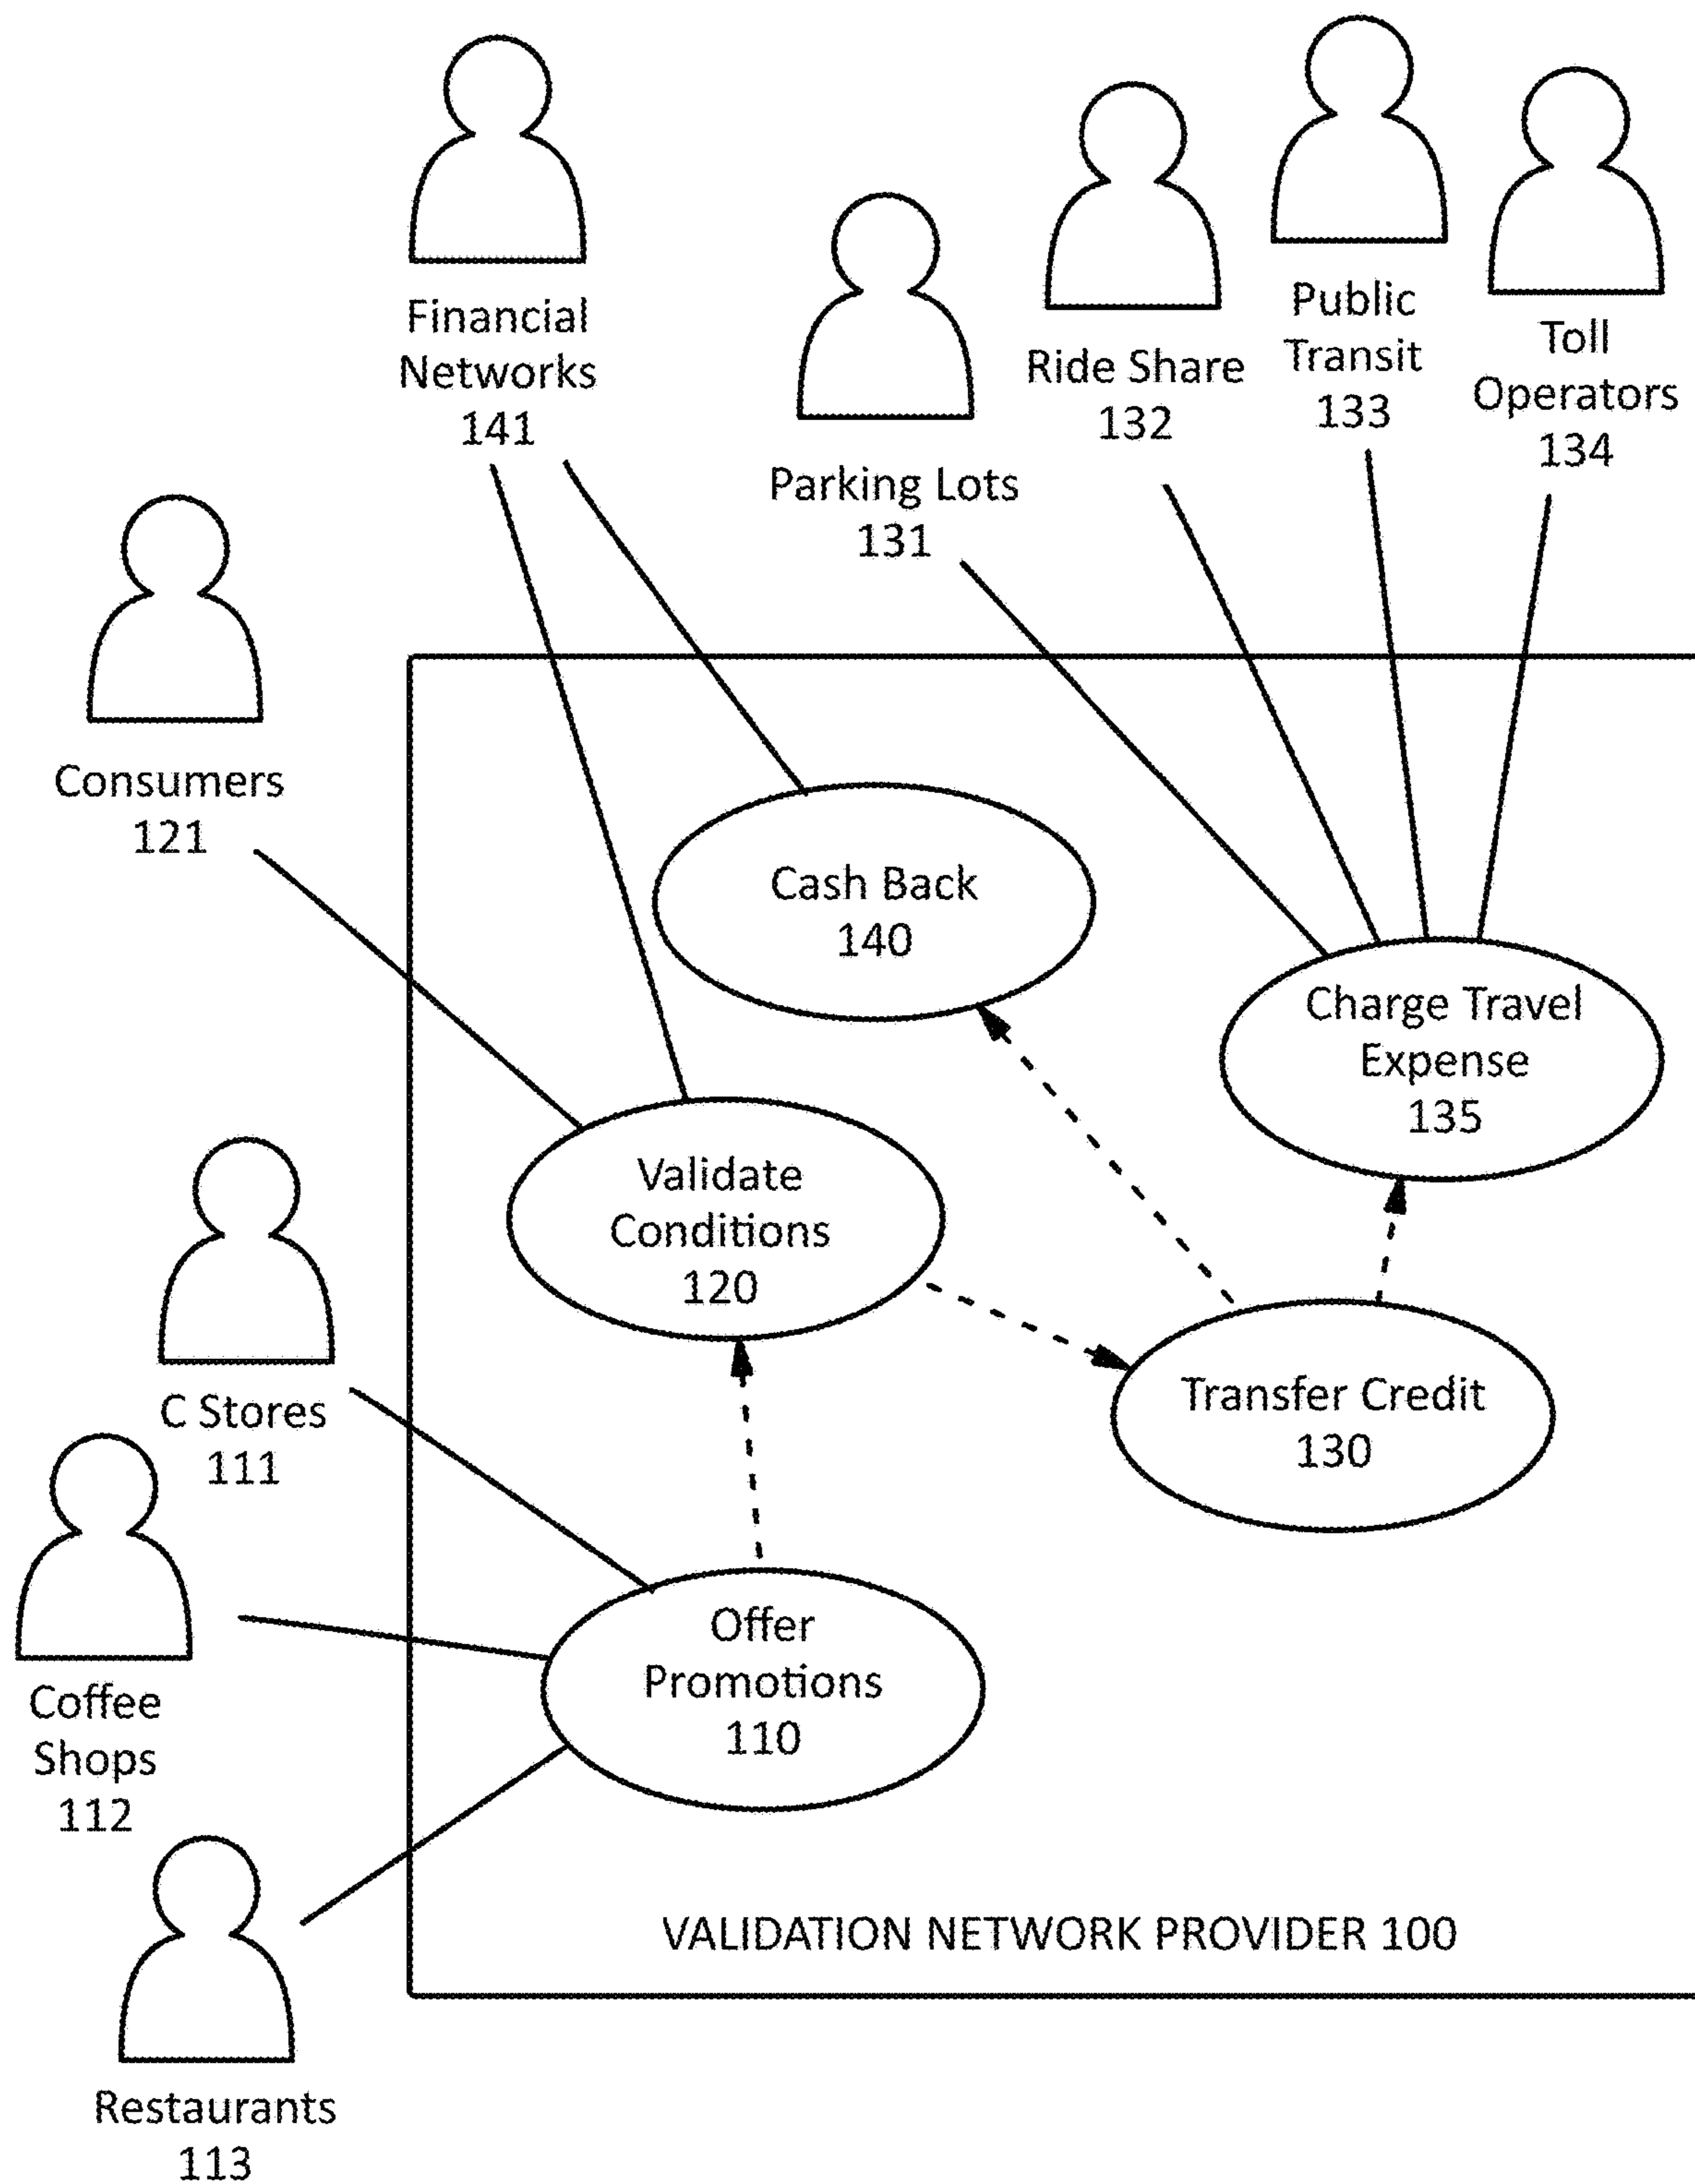 Financial
Networks
141
Parking Lots
131
Ride Share
132
Public
Transit
133
Toll
Operators
134
Consumers
121
Cash Back
140
Charge Travel
Expense
135
Validate
Conditions
120
C Stores
111
Transfer Credit
130
Coffee
Shops
112
Offer
Promotions
110
VALIDATION NETWORK PROVIDER 100
Restaurants
113